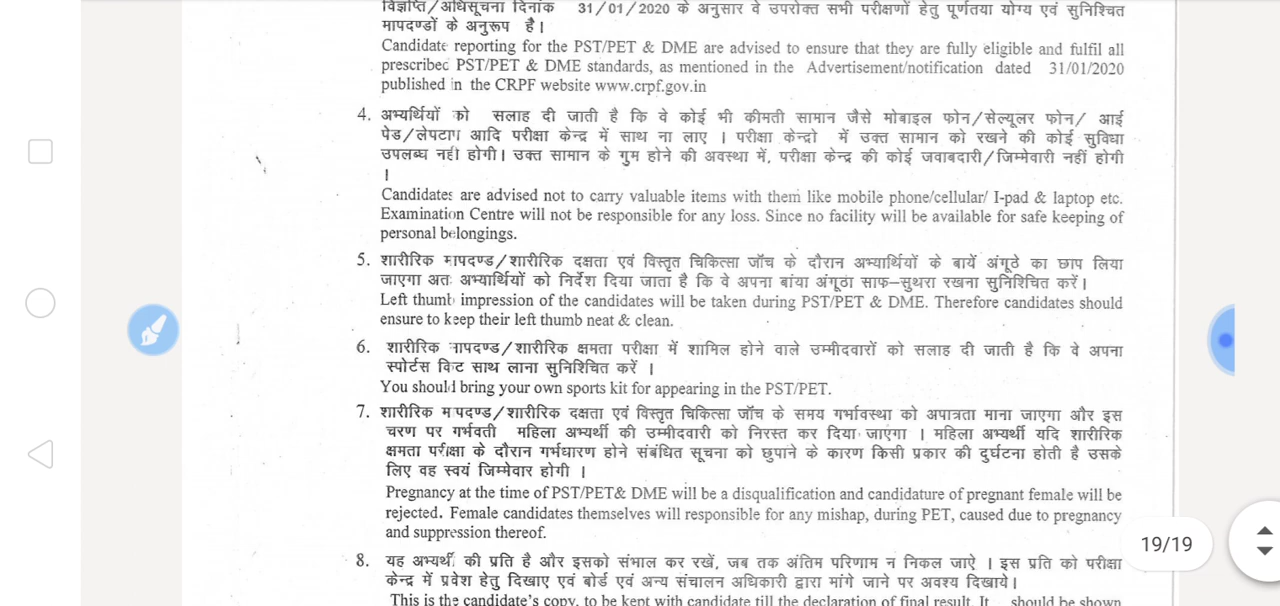 विज्ञप्ति/अधिसूचना दिनांक 31/01/2020 के अनुसार वे उपरोक्त सभी परीक्षणों हेतु पूर्णतया योग्य एवं सुनिश्चित
मापदण्डों के अनुरूप है।
Candidate reporting for the PST/PET & DME are advised to ensure that they are fully eligible and fulfil all
prescribed PST/PET & DME standards, as mentioned in the Advertisement/notification dated 31/01/2020
published in the CRPF website www.crpf.gov.in
4. अभ्यर्थियों को सलाह दी जाती है कि वे कोई भी कीमती सामान जैसे मोबाइल फोन/सेल्यूलर फोन/ आई
पेड/लेपटाप आदि परीक्षा केन्द्र में साथ ना लाए । परीक्षा केन्द्रो में उक्त सामान को रखने की कोई सुविधा
उपलब्ध नही होगी। उक्त सामान के गुम होने की अवस्था में, परीक्षा केन्द्र की कोई जवाबदारी/जिम्मेवारी नहीं होगी
।
Candidates are advised not to carry valuable items with them like mobile phone/cellular/ I-pad & laptop etc.
Examination Centre will not be responsible for any loss. Since no facility will be available for safe keeping of
personal belongings.
5. शारीरिक मापदण्ड/शारीरिक दक्षता एवं विस्तृत चिकित्सा जॉच के दौरान अभ्यार्थियों के बायें अंगूठे का छाप लिया
जाएगा अतः अभ्यार्थियों को निर्देश दिया जाता है कि वे अपना बांया अंगूठा साफ–सुथरा रखना सुनिशिचित करें।
Left thumb impression of the candidates will be taken during PST/PET & DME. Therefore candidates should
ensure to keep their left thumb neat & clean.
6. शारीरिक मापदण्ड/शारीरिक क्षमता परीक्षा में शामिल होने वाले उम्मीदवारों को सलाह दी जाती है कि वे अपना
स्पोर्टस किट साथ लाना सुनिशिचित करें ।
You should bring your own sports kit for appearing in the PST/PET.
7. शारीरिक मापदण्ड/शारीरिक दक्षता एवं विस्तृत चिकित्सा जॉच के समय गर्भावस्था को अपात्रता माना जाएगा और इस
चरण पर गर्भवती महिला अभ्यर्थी की उम्मीदवारी को निरस्त कर दिया जाएगा । महिला अभ्यर्थी यदि शारीरिक
क्षमता परीक्षा के दौरान गर्भधारण होने संबंधित सूचना को छुपाने के कारण किसी प्रकार की दुर्घटना होती है उसके
लिए वह स्वयं जिम्मेवार होगी ।
Pregnancy at the time of PST/PET& DME will be a disqualification and candidature of pregnant female will be
rejected. Female candidates themselves will responsible for any mishap, during PET, caused due to pregnancy
and suppression thereof.
19/19
8. यह अभ्यर्थी की प्रति है और इसको संभाल कर रखें, जब तक अंतिम परिणाम न निकल जाऐ । इस प्रति को परीक्षा
केन्द्र में प्रवेश हेतु दिखाए एवं बोर्ड एवं अन्य संचालन अधिकारी द्वारा मांगे जाने पर अवश्य दिखाये।
This is the candidate's copy, to be kept with candidate till the declaration of final result. It should be shown